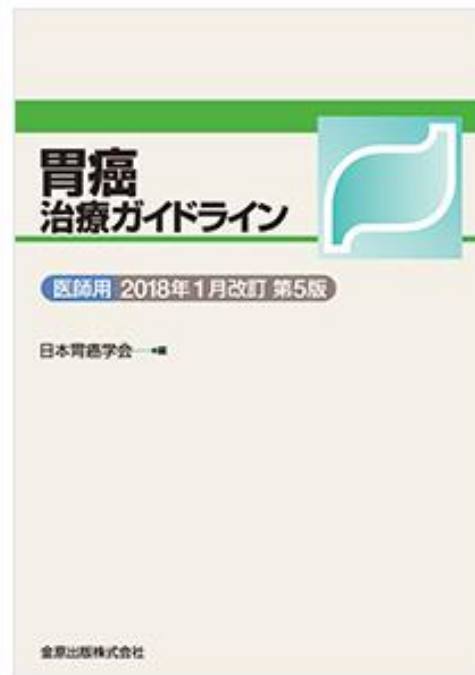 胃癌
治療ガイドライン
医師用 2018年1月改訂 第5版
日本胃癌学会 編
金原出版株式会社